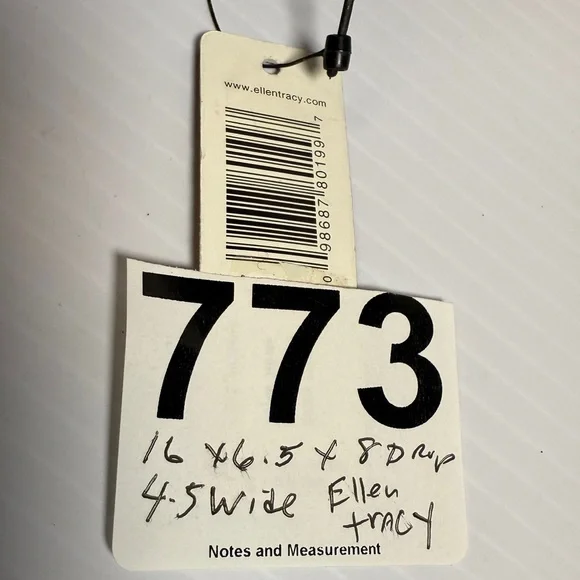 www.ellentracy.com
0 98687 80199 7
773
16 x 6.5 x 8 Drop
4.5 Wide Ellen
trACY
Notes and Measurement